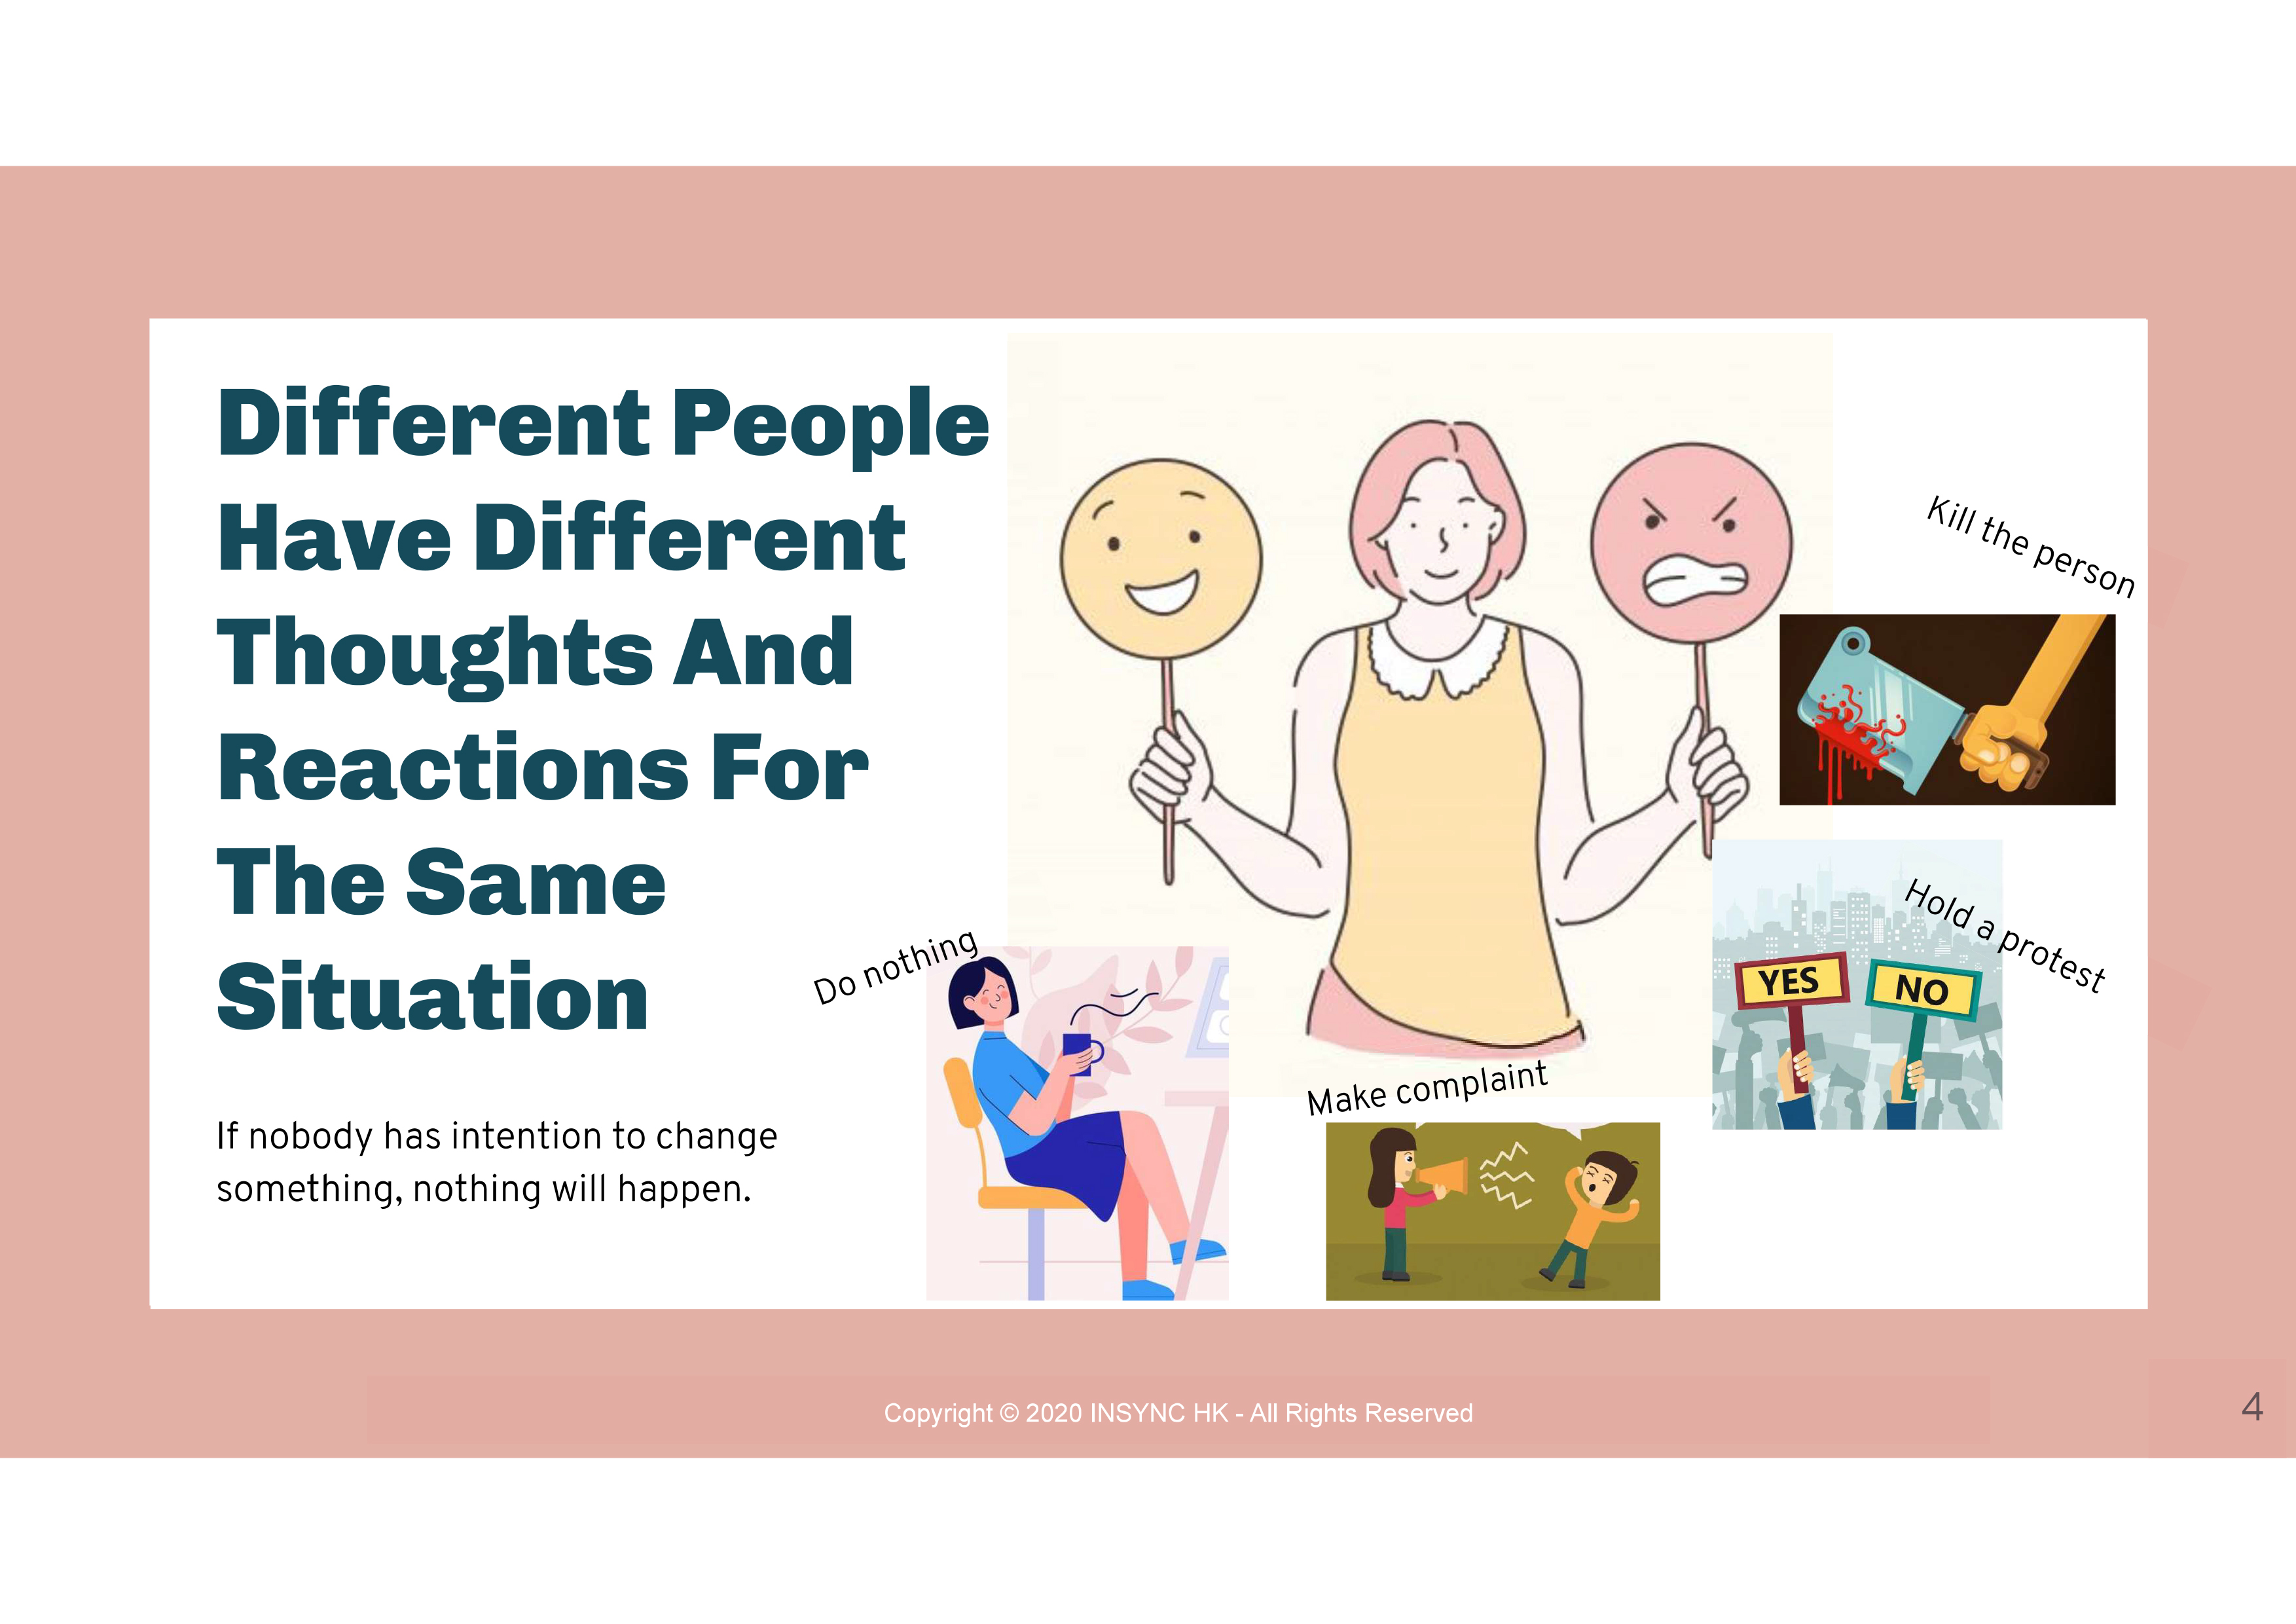 Different People
Have Different
Thoughts And
Reactions For
The Same
Situation
If nobody has intention to change
something, nothing will happen.
Do nothing
Make complaint
Hold a protest
YES
NO
Kill the person
Copyright © 2020 INSYNC HK - All Rights Reserved
4